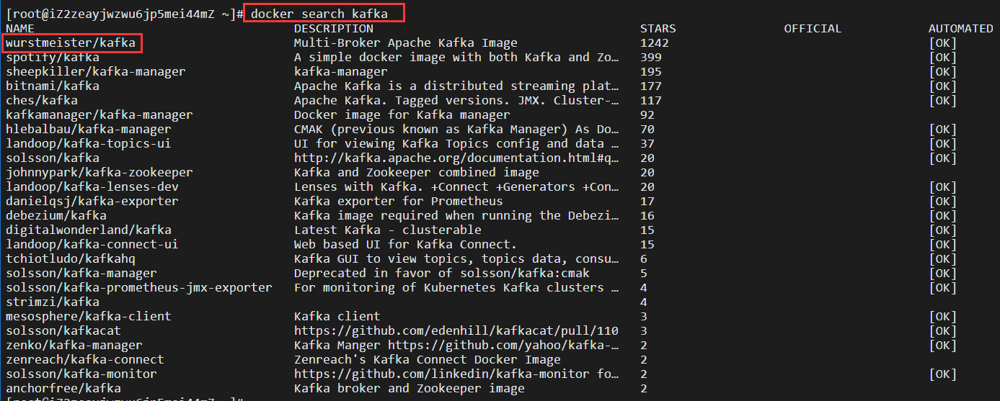 [root@iZ2zeayjwzwu6jp5mei44mZ ~]# docker search kafka
NAME DESCRIPTION STARS OFFICIAL AUTOMATED
wurstmeister/kafka Multi-Broker Apache Kafka Image 1242 [OK]
spotify/kafka A simple docker image with both Kafka and Zo… 399 [OK]
sheepkiller/kafka-manager kafka-manager 195 [OK]
bitnami/kafka Apache Kafka is a distributed streaming plat… 177 [OK]
ches/kafka Apache Kafka. Tagged versions. JMX. Cluster-… 117 [OK]
kafkamanager/kafka-manager Docker image for Kafka manager 92
hlebalbau/kafka-manager CMAK (previous known as Kafka Manager) As Do… 70 [OK]
landoop/kafka-topics-ui UI for viewing Kafka Topics config and data … 37 [OK]
solsson/kafka http://kafka.apache.org/documentation.html#q… 20 [OK]
johnnypark/kafka-zookeeper Kafka and Zookeeper combined image 20
landoop/kafka-lenses-dev Lenses with Kafka. +Connect +Generators +Con… 20 [OK]
danielqsj/kafka-exporter Kafka exporter for Prometheus 17 [OK]
debezium/kafka Kafka image required when running the Debezi… 16 [OK]
digitalwonderland/kafka Latest Kafka - clusterable 15 [OK]
landoop/kafka-connect-ui Web based UI for Kafka Connect. 15 [OK]
tchiotludo/kafkahq Kafka GUI to view topics, topics data, consu… 6 [OK]
solsson/kafka-manager Deprecated in favor of solsson/kafka:cmak 5 [OK]
solsson/kafka-prometheus-jmx-exporter For monitoring of Kubernetes Kafka clusters … 4 [OK]
strimzi/kafka 4
mesosphere/kafka-client Kafka client 3 [OK]
solsson/kafkacat https://github.com/edenhill/kafkacat/pull/110 3 [OK]
zenko/kafka-manager Kafka Manger https://github.com/yahoo/kafka-… 2 [OK]
zenreach/kafka-connect Zenreach's Kafka Connect Docker Image 2
solsson/kafka-monitor https://github.com/linkedin/kafka-monitor fo… 2 [OK]
anchorfree/kafka Kafka broker and Zookeeper image 2
[root@iZ2zeayjwzwu6jp5mei44mZ ~]#